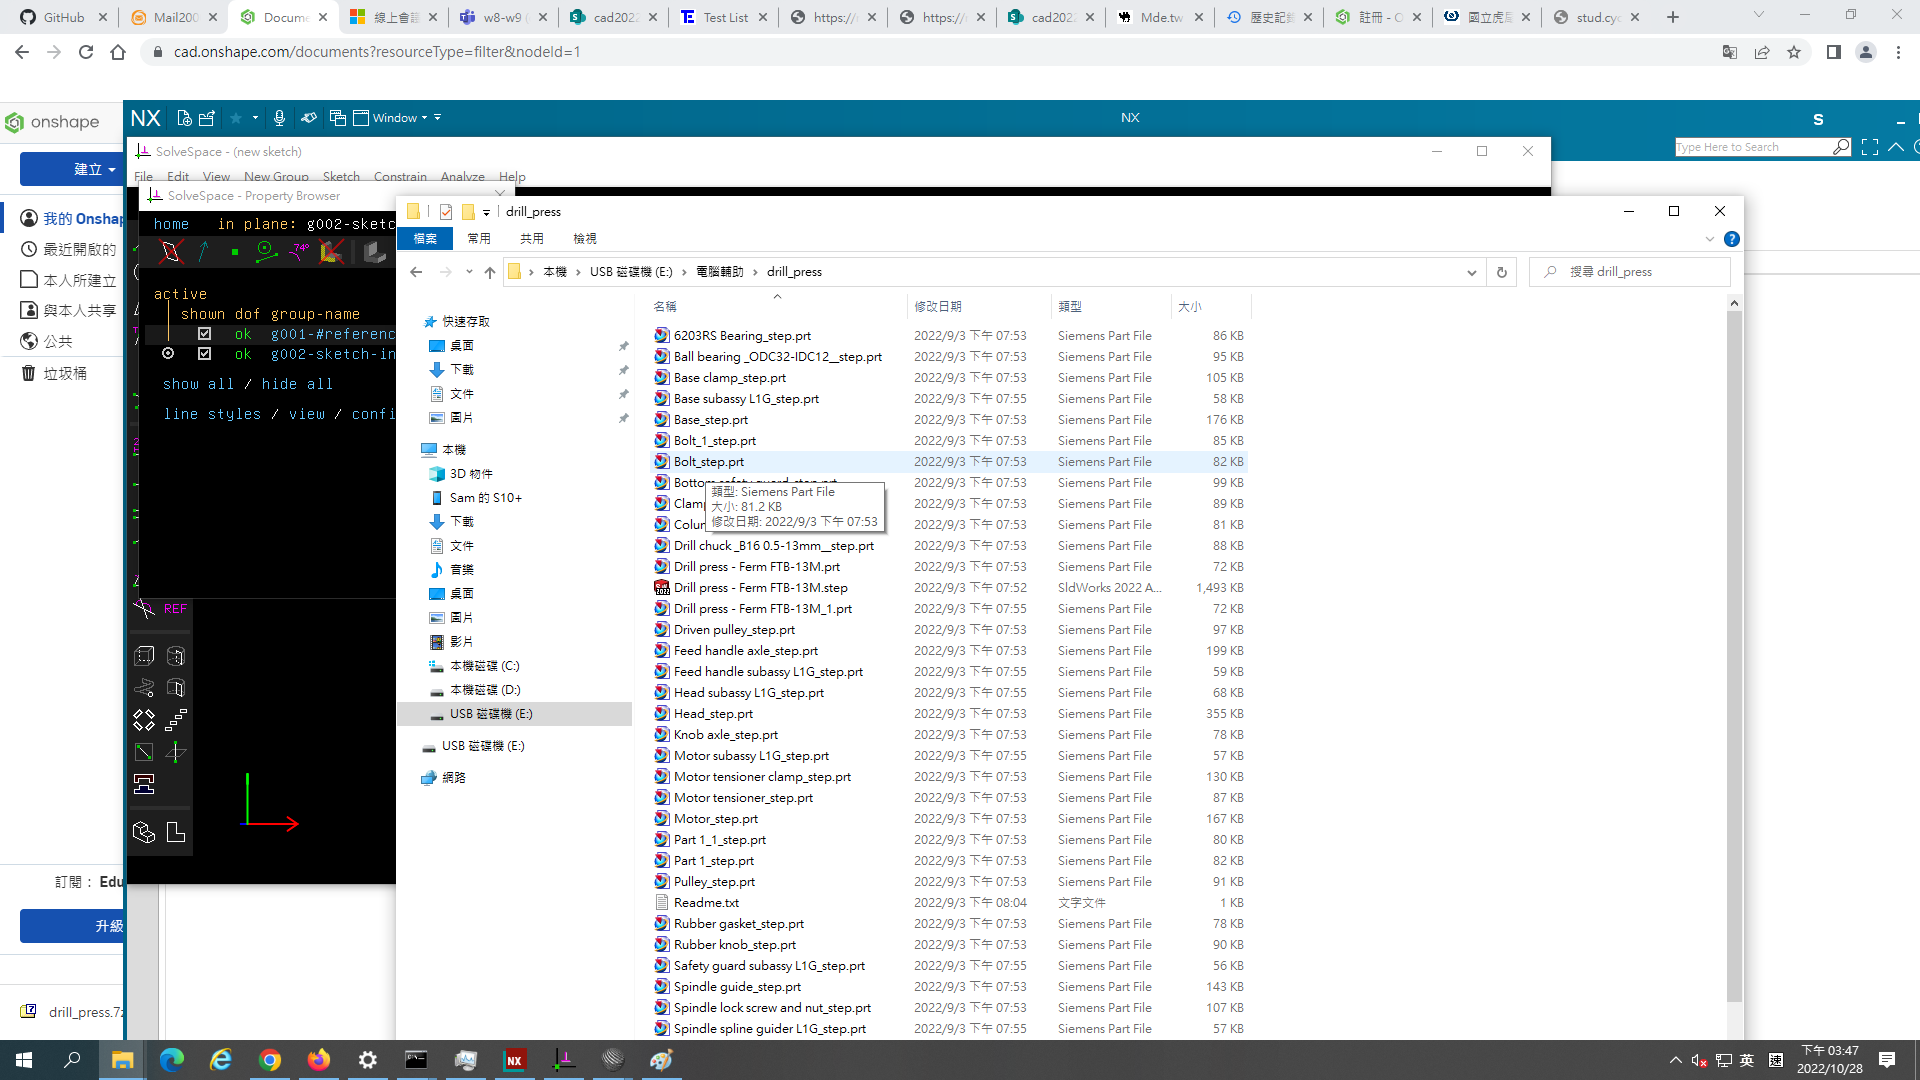 GitHub
Mail200
Docume
線上會議
w8-w9 (
cad2022
Test List
https://
https://
cad2022
Mde.tw
歷史記錄
註冊 - O
國立虎尾
stud.cyc
cad.onshape.com/documents?resourceType=filter&nodeId=1
onshape
NX
Window
NX
S
Type Here to Search
SolveSpace - (new sketch)
File Edit View New Group Sketch Constrain Analyze Help
SolveSpace - Property Browser
home in plane: g002-sketc
active
shown dof group-name
ok g001-#referenc
ok g002-sketch-in
show all / hide all
line styles / view / confi
REF
建立
我的 Onshap
最近開啟的
本人所建立
與本人共享
公共
垃圾桶
訂閱： Edu
升級
drill_press.7z
drill_press
檔案 常用 共用 檢視
本機 › USB 磁碟機 (E:) › 電腦輔助 › drill_press
搜尋 drill_press
快速存取
桌面
下載
文件
圖片
本機
3D 物件
Sam 的 S10+
下載
文件
音樂
桌面
圖片
影片
本機磁碟 (C:)
本機磁碟 (D:)
USB 磁碟機 (E:)
USB 磁碟機 (E:)
網路
名稱 修改日期 類型 大小
6203RS Bearing_step.prt 2022/9/3 下午 07:53 Siemens Part File 86 KB
Ball bearing _ODC32-IDC12__step.prt 2022/9/3 下午 07:53 Siemens Part File 95 KB
Base clamp_step.prt 2022/9/3 下午 07:53 Siemens Part File 105 KB
Base subassy L1G_step.prt 2022/9/3 下午 07:55 Siemens Part File 58 KB
Base_step.prt 2022/9/3 下午 07:53 Siemens Part File 176 KB
Bolt_1_step.prt 2022/9/3 下午 07:53 Siemens Part File 85 KB
Bolt_step.prt 2022/9/3 下午 07:53 Siemens Part File 82 KB
Bottom safety guard_step.prt 2022/9/3 下午 07:53 Siemens Part File 99 KB
Clamp 2022/9/3 下午 07:53 Siemens Part File 89 KB
Colu 2022/9/3 下午 07:53 Siemens Part File 81 KB
類型: Siemens Part File
大小: 81.2 KB
修改日期: 2022/9/3 下午 07:53
Drill chuck _B16 0.5-13mm__step.prt 2022/9/3 下午 07:53 Siemens Part File 88 KB
Drill press - Ferm FTB-13M.prt 2022/9/3 下午 07:53 Siemens Part File 72 KB
Drill press - Ferm FTB-13M.step 2022/9/3 下午 07:52 SldWorks 2022 A... 1,493 KB
Drill press - Ferm FTB-13M_1.prt 2022/9/3 下午 07:55 Siemens Part File 72 KB
Driven pulley_step.prt 2022/9/3 下午 07:53 Siemens Part File 97 KB
Feed handle axle_step.prt 2022/9/3 下午 07:53 Siemens Part File 199 KB
Feed handle subassy L1G_step.prt 2022/9/3 下午 07:55 Siemens Part File 59 KB
Head subassy L1G_step.prt 2022/9/3 下午 07:55 Siemens Part File 68 KB
Head_step.prt 2022/9/3 下午 07:53 Siemens Part File 355 KB
Knob axle_step.prt 2022/9/3 下午 07:53 Siemens Part File 78 KB
Motor subassy L1G_step.prt 2022/9/3 下午 07:55 Siemens Part File 57 KB
Motor tensioner clamp_step.prt 2022/9/3 下午 07:53 Siemens Part File 130 KB
Motor tensioner_step.prt 2022/9/3 下午 07:53 Siemens Part File 87 KB
Motor_step.prt 2022/9/3 下午 07:53 Siemens Part File 167 KB
Part 1_1_step.prt 2022/9/3 下午 07:53 Siemens Part File 80 KB
Part 1_step.prt 2022/9/3 下午 07:53 Siemens Part File 82 KB
Pulley_step.prt 2022/9/3 下午 07:53 Siemens Part File 91 KB
Readme.txt 2022/9/3 下午 08:04 文字文件 1 KB
Rubber gasket_step.prt 2022/9/3 下午 07:53 Siemens Part File 78 KB
Rubber knob_step.prt 2022/9/3 下午 07:53 Siemens Part File 90 KB
Safety guard subassy L1G_step.prt 2022/9/3 下午 07:55 Siemens Part File 56 KB
Spindle guide_step.prt 2022/9/3 下午 07:53 Siemens Part File 143 KB
Spindle lock screw and nut_step.prt 2022/9/3 下午 07:53 Siemens Part File 107 KB
Spindle spline guider L1G_step.prt 2022/9/3 下午 07:55 Siemens Part File 57 KB
英
下午 03:47
2022/10/28